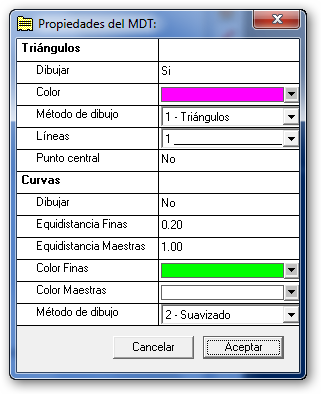 Propiedades del MDT:
Triángulos
Dibujar Si
Color
Método de dibujo 1 - Triángulos
Líneas 1
Punto central No
Curvas
Dibujar No
Equidistancia Finas 0.20
Equidistancia Maestras 1.00
Color Finas
Color Maestras
Método de dibujo 2 - Suavizado
Cancelar Aceptar